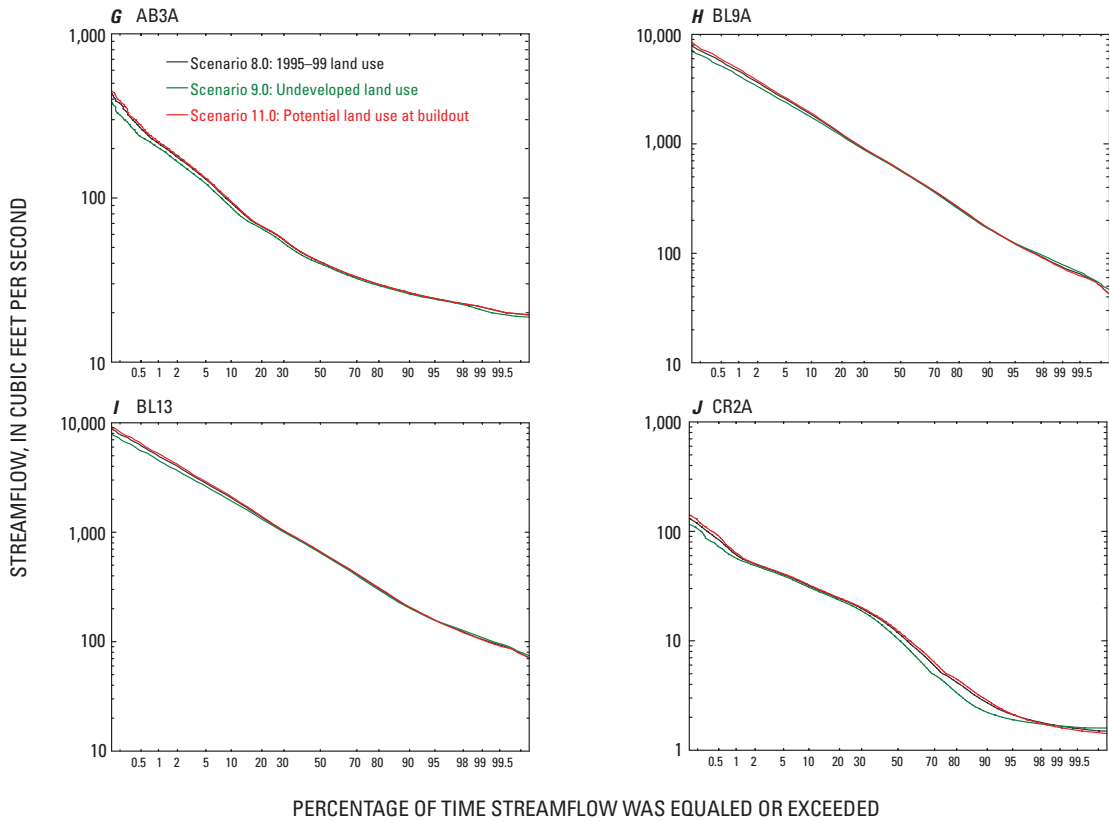 G AB3A
1,000
100
10
Scenario 8.0: 1995–99 land use
Scenario 9.0: Undeveloped land use
Scenario 11.0: Potential land use at buildout
0.5 1 2 5 10 20 30 50 70 80 90 95 98 99 99.5
H BL9A
10,000
1,000
100
10
0.5 1 2 5 10 20 30 50 70 80 90 95 98 99 99.5
I BL13
10,000
1,000
100
10
0.5 1 2 5 10 20 30 50 70 80 90 95 98 99 99.5
J CR2A
1,000
100
10
1
0.5 1 2 5 10 20 30 50 70 80 90 95 98 99 99.5
STREAMFLOW, IN CUBIC FEET PER SECOND
PERCENTAGE OF TIME STREAMFLOW WAS EQUALED OR EXCEEDED